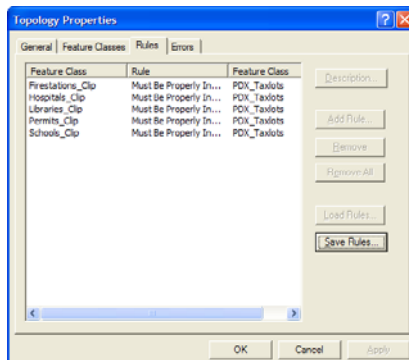 Topology Properties
General Feature Classes Rules Errors
Feature Class Rule Feature Class
Firestations_Clip Must Be Properly In... PDX_Taxlots
Hospitals_Clip Must Be Properly In... PDX_Taxlots
Libraries_Clip Must Be Properly In... PDX_Taxlots
Permits_Clip Must Be Properly In... PDX_Taxlots
Schools_Clip Must Be Properly In... PDX_Taxlots
Description...
Add Rule...
Remove
Remove All
Load Rules...
Save Rules...
OK Cancel Apply